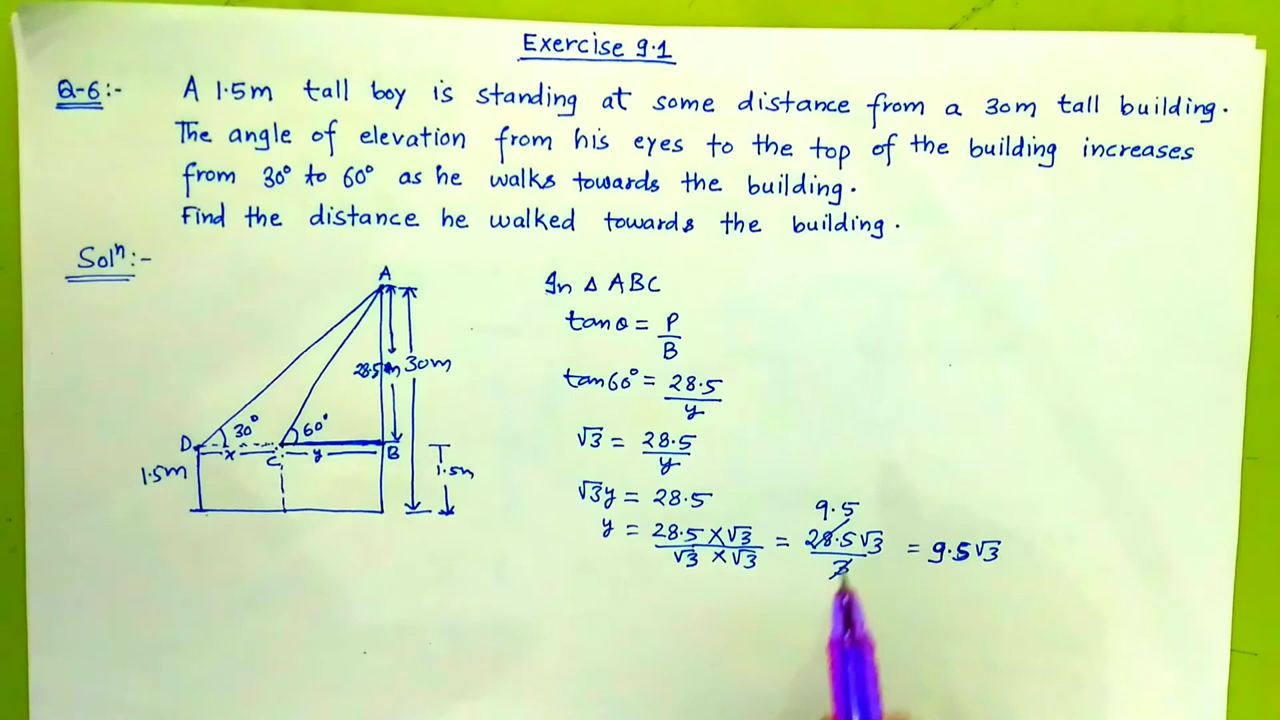 Exercise 9.1
Q-6:- A 1.5m tall boy is standing at some distance from a 30m tall building.
The angle of elevation from his eyes to the top of the building increases
from 30° to 60° as he walks towards the building.
Find the distance he walked towards the building.
Solⁿ:-
A
28.5m 30m
D 30° 60°
x C y B
1.5m 1.5m
In △ ABC
tanθ = P/B
tan60° = 28.5/y
√3 = 28.5/y
√3y = 28.5
9.5
y = 28.5 × √3 / √3 × √3 = 28.5√3 / 3 = 9.5√3